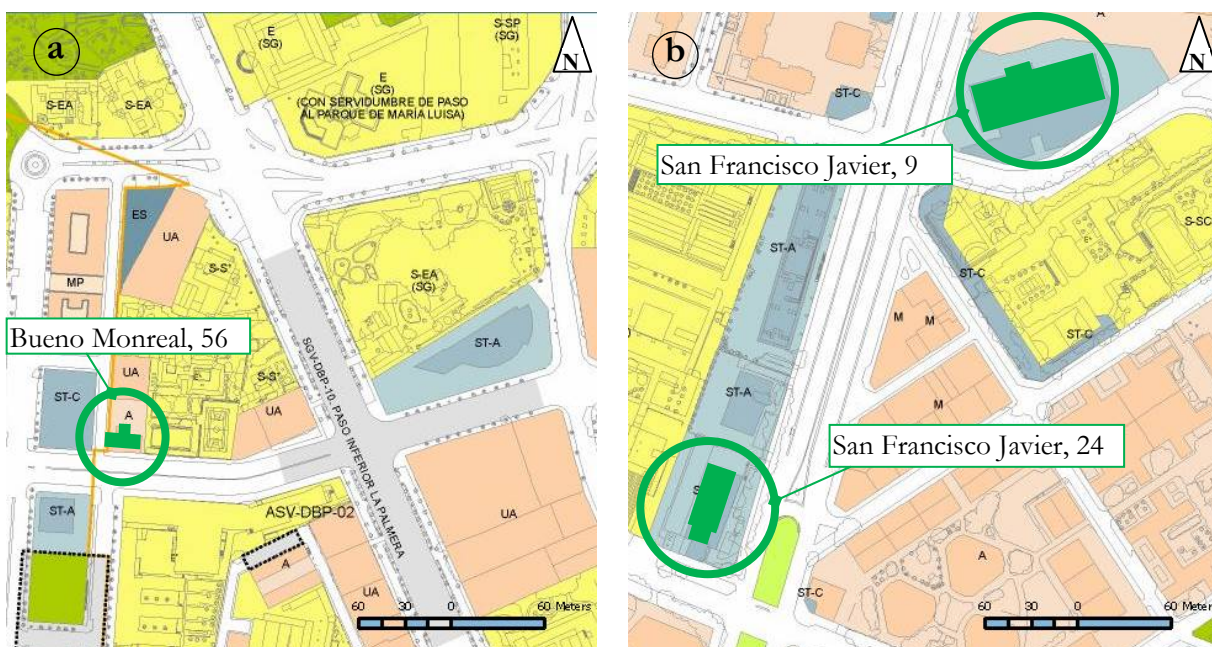 a
N
E
(SG)
S-SP
(SG)
S-EA
S-EA
E
(SG)
(CON SERVIDUMBRE DE PASO
AL PARQUE DE MARÍA LUISA)
ES
UA
S-S*
MP
S-EA
(SG)
ST-A
Bueno Monreal, 56
UA
ST-C
A
S-S*
UA
SGV-DBP-10. PASO INFERIOR LA PALMERA
ST-A
ASV-DBP-02
E
A
UA
UA
60 30 0 60 Meters
b
N
A
ST-C
San Francisco Javier, 9
ST-A
S-SC
E
ST-C
M
M
ST-C
ST-A
M
San Francisco Javier, 24
A
ST-C
60 30 0 60 Meters